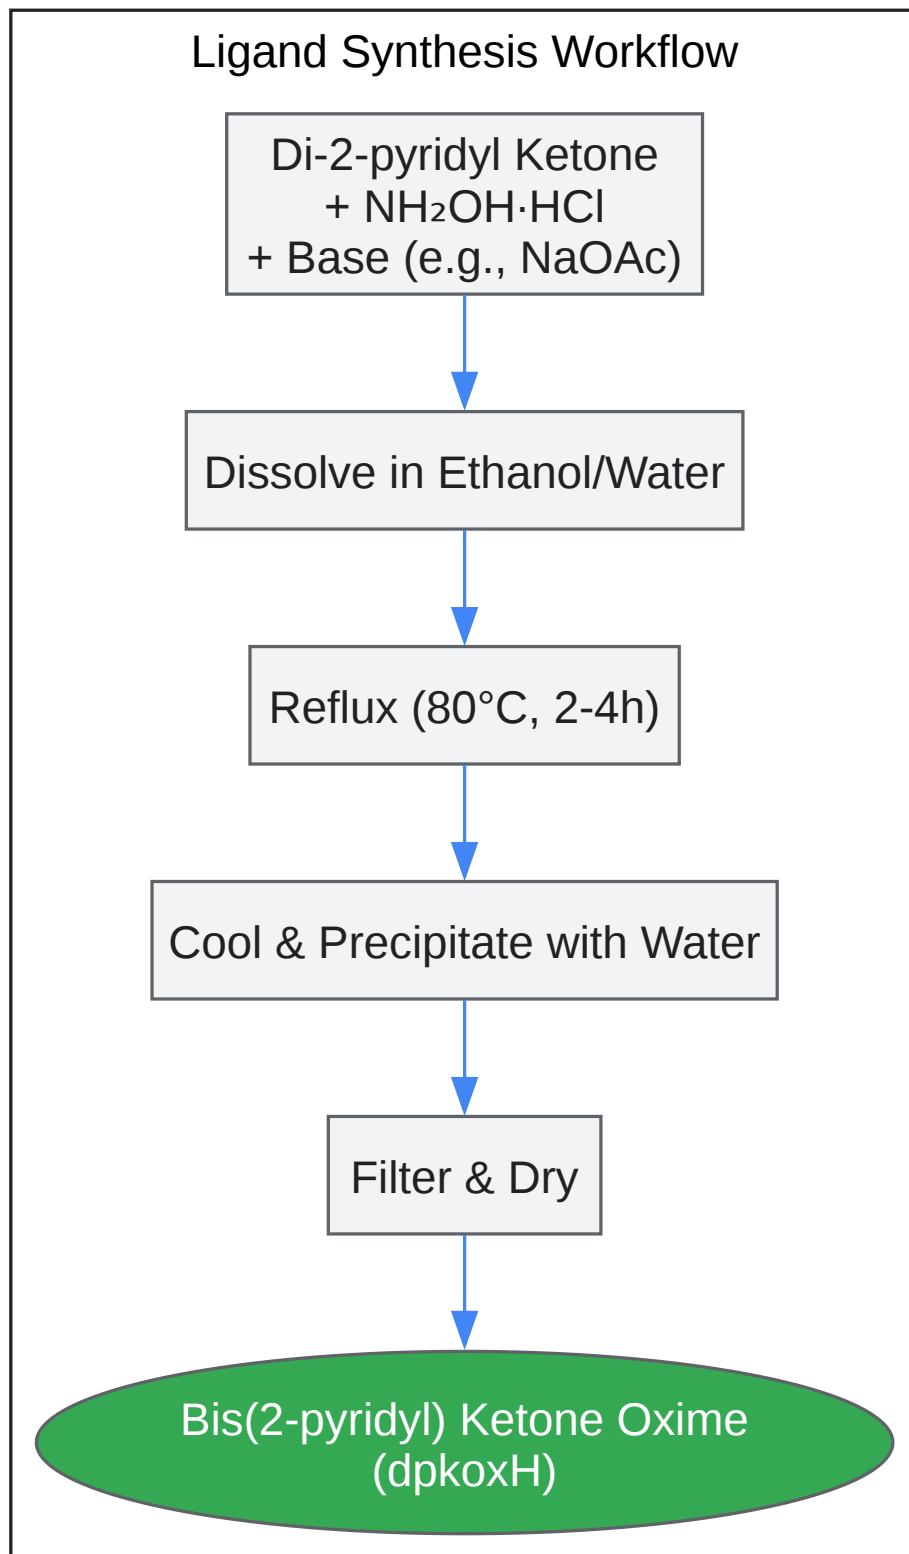 Ligand Synthesis Workflow
Di-2-pyridyl Ketone
+ NH₂OH·HCl
+ Base (e.g., NaOAc)
Dissolve in Ethanol/Water
Reflux (80°C, 2-4h)
Cool & Precipitate with Water
Filter & Dry
Bis(2-pyridyl) Ketone Oxime
(dpkoxH)